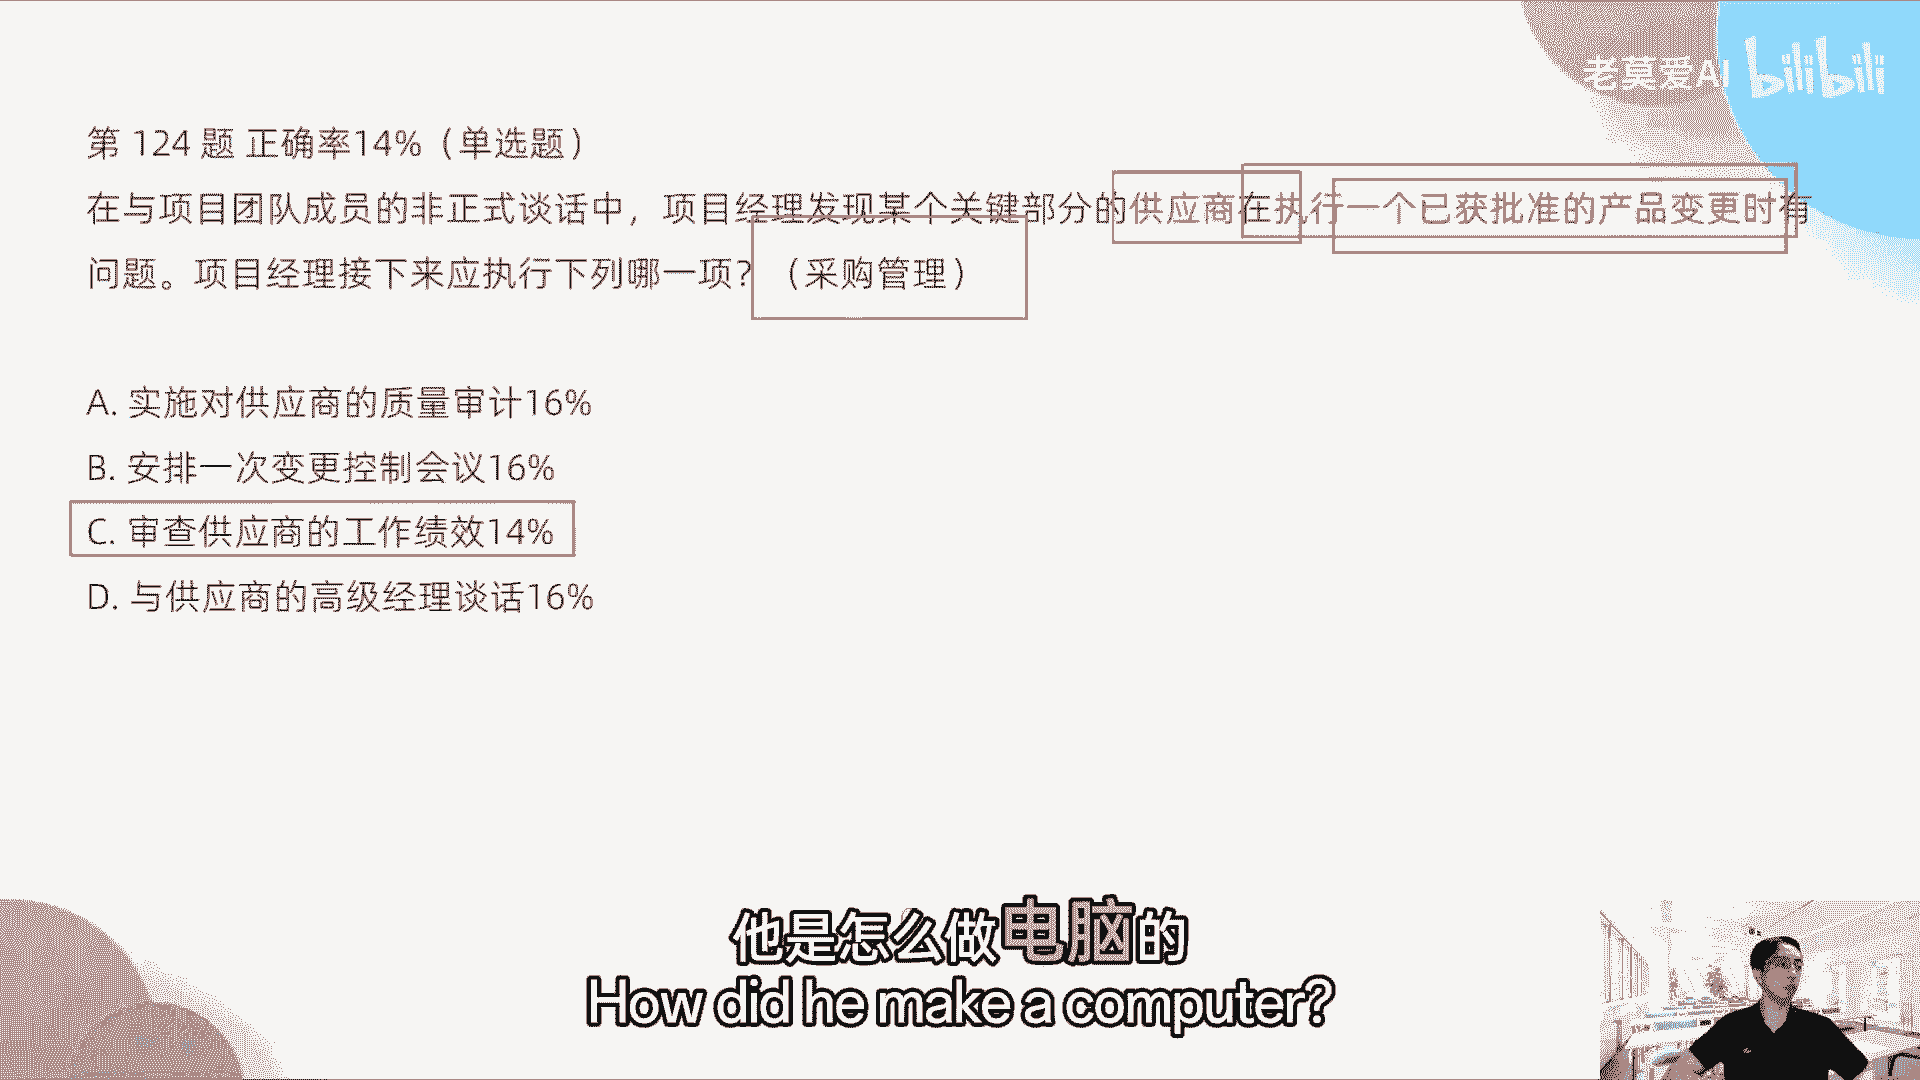 老莫爱AI bilibili
第 124 题 正确率14%（单选题）
在与项目团队成员的非正式谈话中，项目经理发现某个关键部分的供应商在执行一个已获批准的产品变更时有
问题。项目经理接下来应执行下列哪一项？（采购管理）
A. 实施对供应商的质量审计16%
B. 安排一次变更控制会议16%
C. 审查供应商的工作绩效14%
D. 与供应商的高级经理谈话16%
他是怎么做电脑的
How did he make a computer?